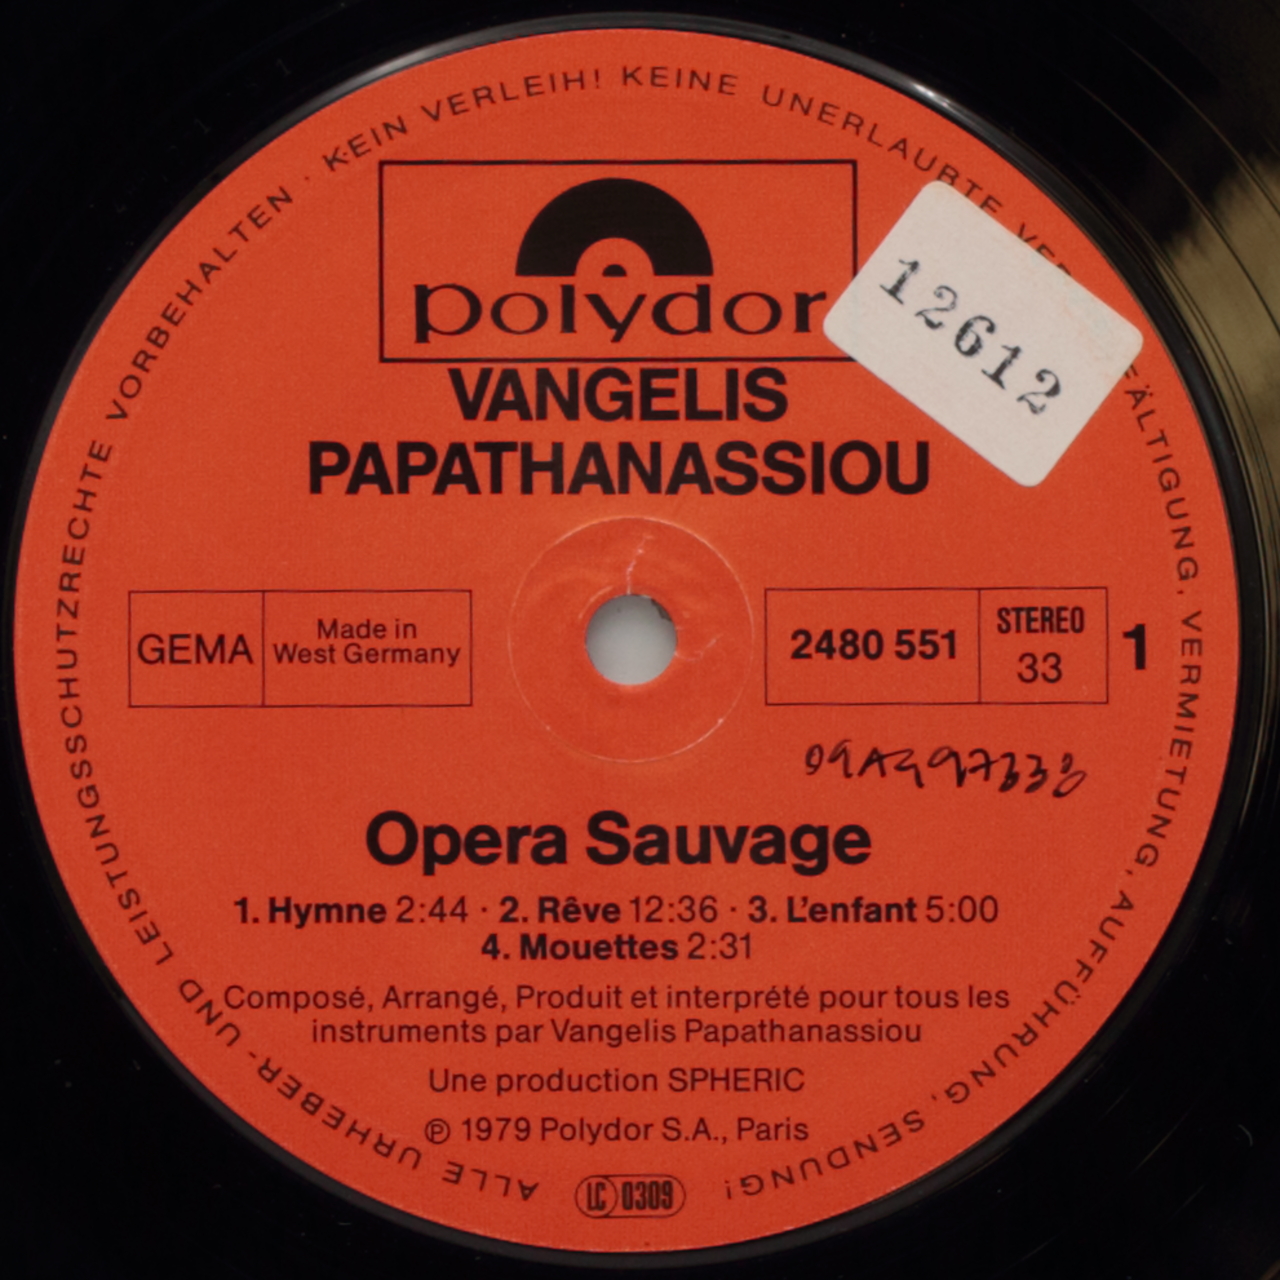 ALLE URHEBER- UND LEISTUNGSSCHUTZRECHTE VORBEHALTEN · KEIN VERLEIH! KEINE UNERLAUBTE FÄLTIGUNG, VERMIETUNG, AUFFÜHRUNG, SENDUNG!
polydor
12612
VANGELIS
PAPATHANASSIOU
GEMA
Made in
West Germany
2480 551
STEREO
33
1
Opera Sauvage
1. Hymne 2:44 · 2. Rêve 12:36 · 3. L'enfant 5:00
4. Mouettes 2:31
Composé, Arrangé, Produit et interprété pour tous les
instruments par Vangelis Papathanassiou
Une production SPHERIC
℗ 1979 Polydor S.A., Paris
LC 0309